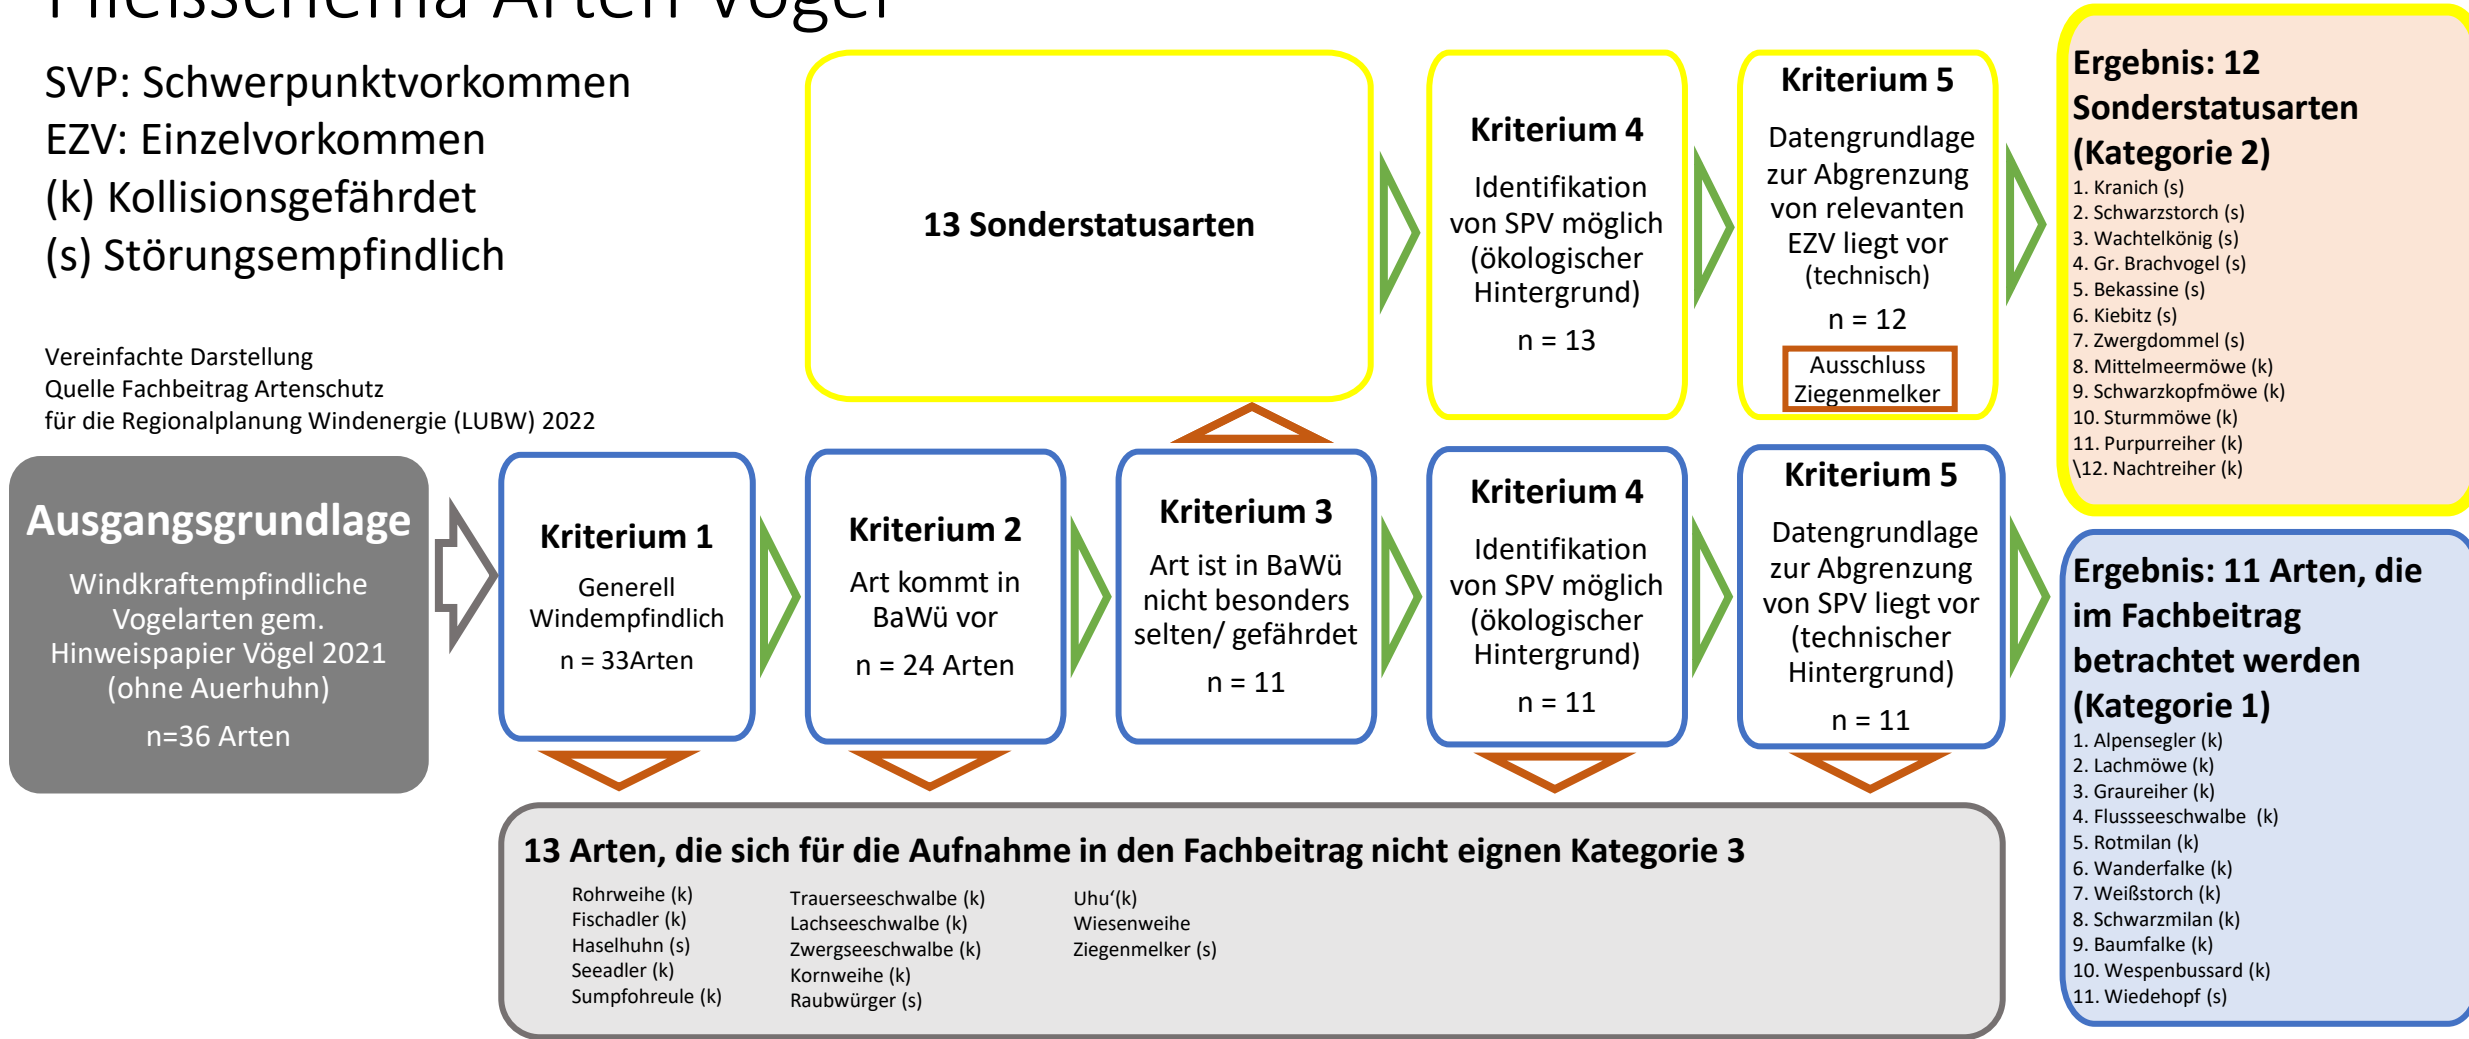 Fließschema Arten Vögel
SVP: Schwerpunktvorkommen
EZV: Einzelvorkommen
(k) Kollisionsgefährdet
(s) Störungsempfindlich
Vereinfachte Darstellung
Quelle Fachbeitrag Artenschutz
für die Regionalplanung Windenergie (LUBW) 2022
13 Sonderstatusarten
Kriterium 4
Identifikation
von SPV möglich
(ökologischer
Hintergrund)
n = 13
Kriterium 5
Datengrundlage
zur Abgrenzung
von relevanten
EZV liegt vor
(technisch)
n = 12
Ausschluss
Ziegenmelker
Ergebnis: 12
Sonderstatusarten
(Kategorie 2)
1. Kranich (s)
2. Schwarzstorch (s)
3. Wachtelkönig (s)
4. Gr. Brachvogel (s)
5. Bekassine (s)
6. Kiebitz (s)
7. Zwergdommel (s)
8. Mittelmeermöwe (k)
9. Schwarzkopfmöwe (k)
10. Sturmmöwe (k)
11. Purpurreiher (k)
\12. Nachtreiher (k)
Ausgangsgrundlage
Windkraftempfindliche
Vogelarten gem.
Hinweispapier Vögel 2021
(ohne Auerhuhn)
n=36 Arten
Kriterium 1
Generell
Windempfindlich
n = 33Arten
Kriterium 2
Art kommt in
BaWü vor
n = 24 Arten
Kriterium 3
Art ist in BaWü
nicht besonders
selten/ gefährdet
n = 11
Kriterium 4
Identifikation
von SPV möglich
(ökologischer
Hintergrund)
n = 11
Kriterium 5
Datengrundlage
zur Abgrenzung
von SPV liegt vor
(technischer
Hintergrund)
n = 11
Ergebnis: 11 Arten, die
im Fachbeitrag
betrachtet werden
(Kategorie 1)
1. Alpensegler (k)
2. Lachmöwe (k)
3. Graureiher (k)
4. Flussseeschwalbe (k)
5. Rotmilan (k)
6. Wanderfalke (k)
7. Weißstorch (k)
8. Schwarzmilan (k)
9. Baumfalke (k)
10. Wespenbussard (k)
11. Wiedehopf (s)
13 Arten, die sich für die Aufnahme in den Fachbeitrag nicht eignen Kategorie 3
Rohrweihe (k)
Fischadler (k)
Haselhuhn (s)
Seeadler (k)
Sumpfohreule (k)
Trauerseeschwalbe (k)
Lachseeschwalbe (k)
Zwergseeschwalbe (k)
Kornweihe (k)
Raubwürger (s)
Uhu‘(k)
Wiesenweihe
Ziegenmelker (s)